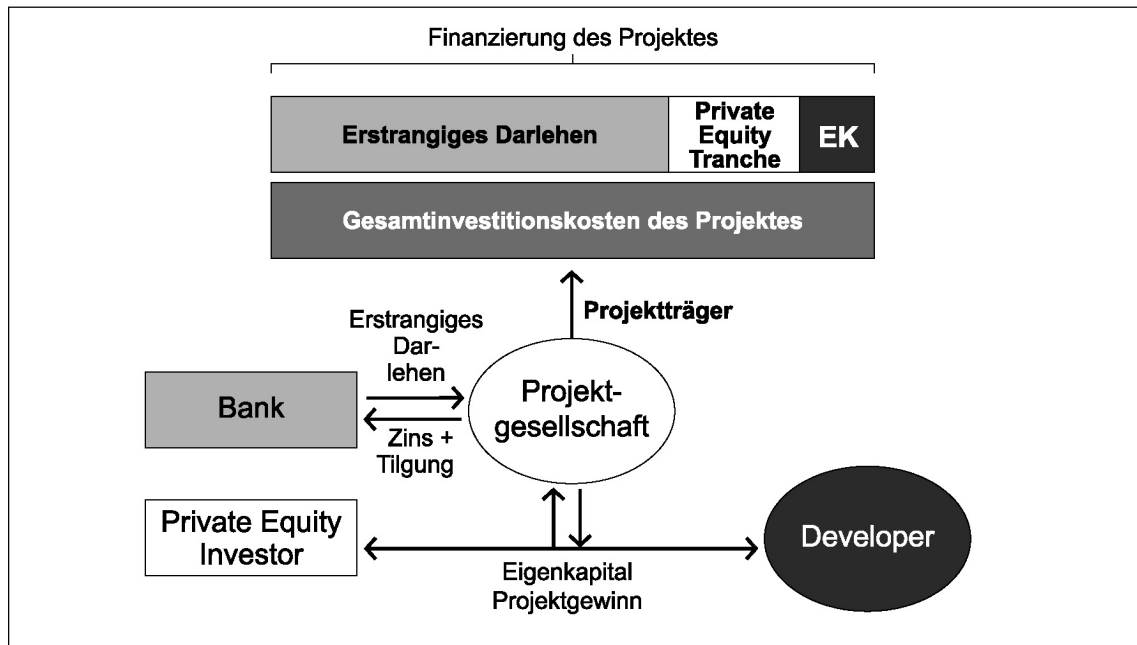 Finanzierung des Projektes
Erstrangiges Darlehen
Private
Equity
Tranche
EK
Gesamtinvestitionskosten des Projektes
Projektträger
Erstrangiges
Dar-
lehen
Bank
Projekt-
gesellschaft
Zins +
Tilgung
Private Equity
Investor
Developer
Eigenkapital
Projektgewinn